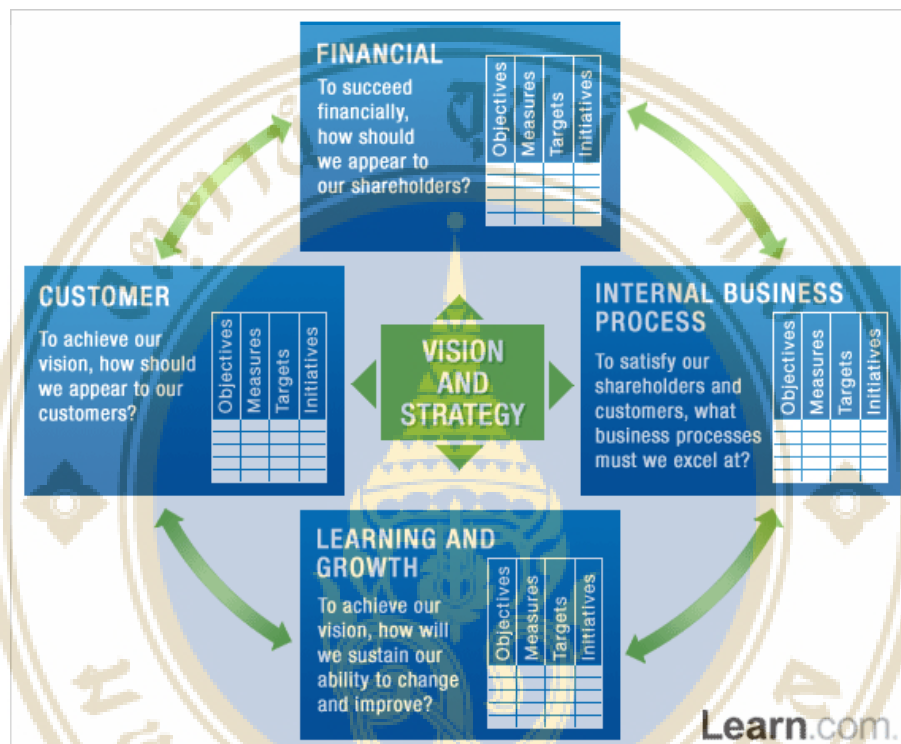 FINANCIAL
To succeed
financially,
how should
we appear to
our shareholders?
Objectives
Measures
Targets
Initiatives
CUSTOMER
To achieve our
vision, how should
we appear to our
customers?
Objectives
Measures
Targets
Initiatives
VISION
AND
STRATEGY
INTERNAL BUSINESS
PROCESS
To satisfy our
shareholders and
customers, what
business processes
must we excel at?
Objectives
Measures
Targets
Initiatives
LEARNING AND
GROWTH
To achieve our
vision, how will
we sustain our
ability to change
and improve?
Objectives
Measures
Targets
Initiatives
Learn.com.